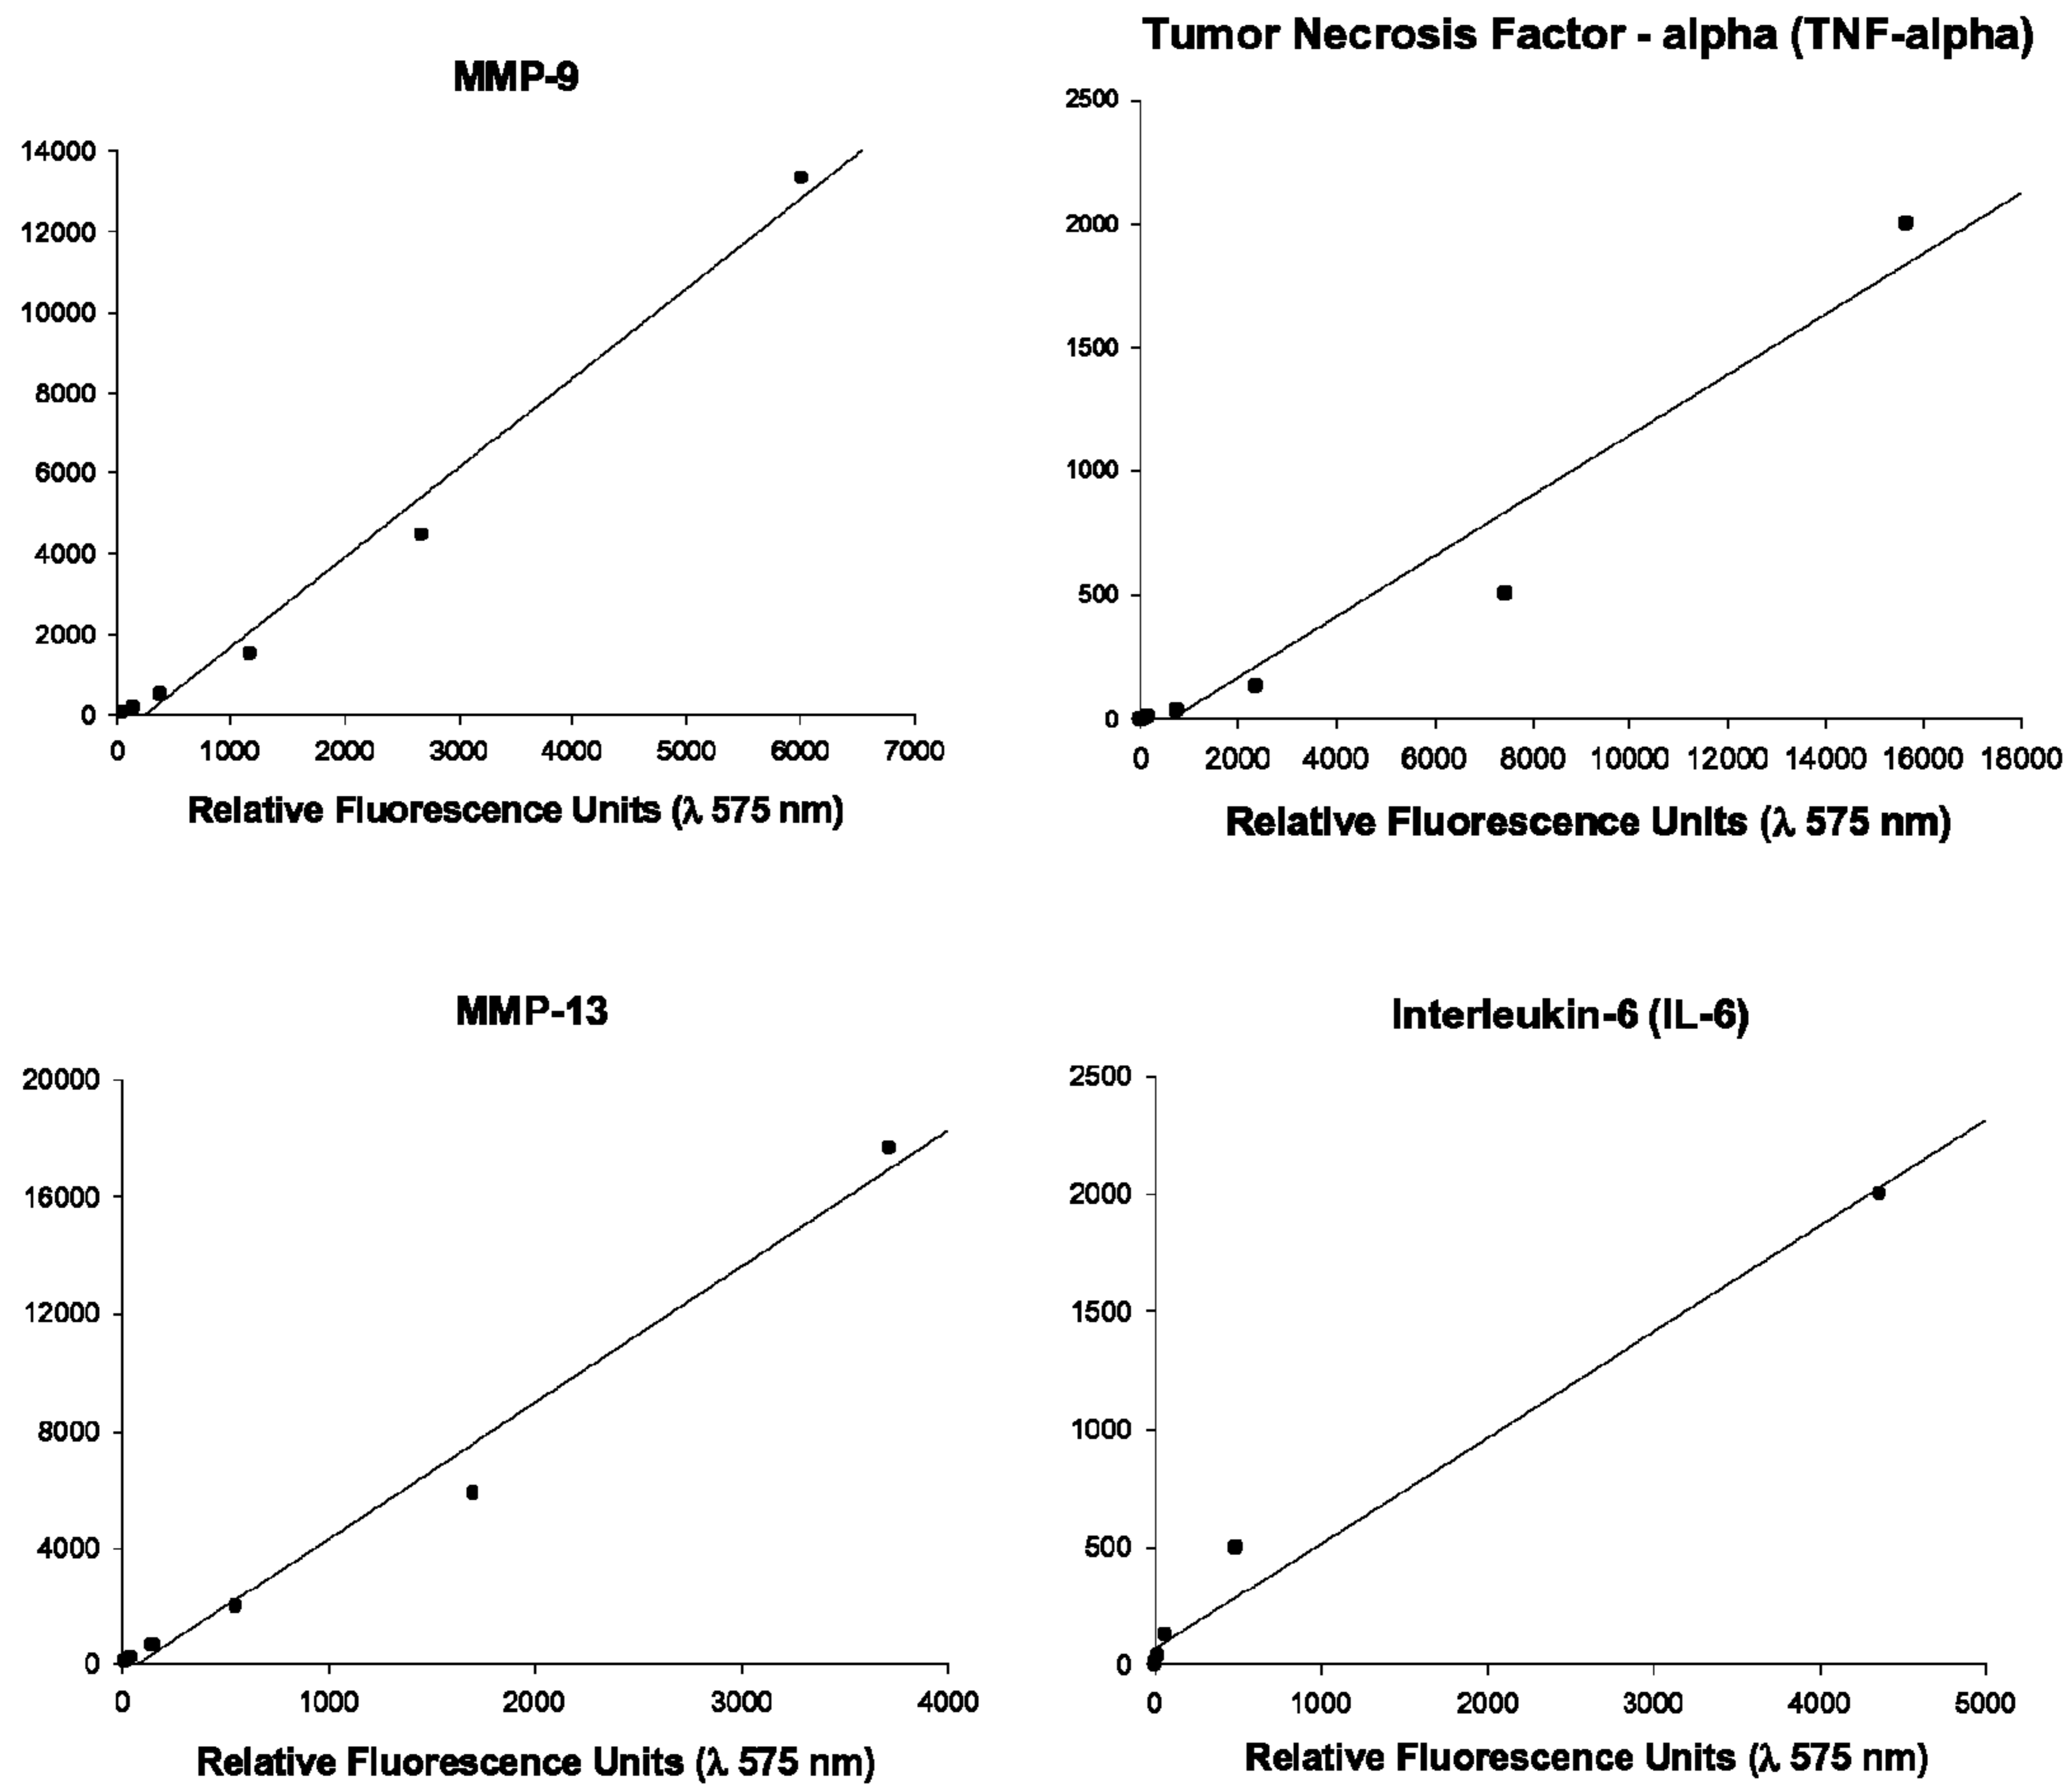 MMP-9
14000
12000
10000
8000
6000
4000
2000
0
0 1000 2000 3000 4000 5000 6000 7000
Relative Fluorescence Units (λ 575 nm)
Tumor Necrosis Factor - alpha (TNF-alpha)
2500
2000
1500
1000
500
0
0 2000 4000 6000 8000 10000 12000 14000 16000 18000
Relative Fluorescence Units (λ 575 nm)
MMP-13
20000
16000
12000
8000
4000
0
0 1000 2000 3000 4000
Relative Fluorescence Units (λ 575 nm)
Interleukin-6 (IL-6)
2500
2000
1500
1000
500
0
0 1000 2000 3000 4000 5000
Relative Fluorescence Units (λ 575 nm)